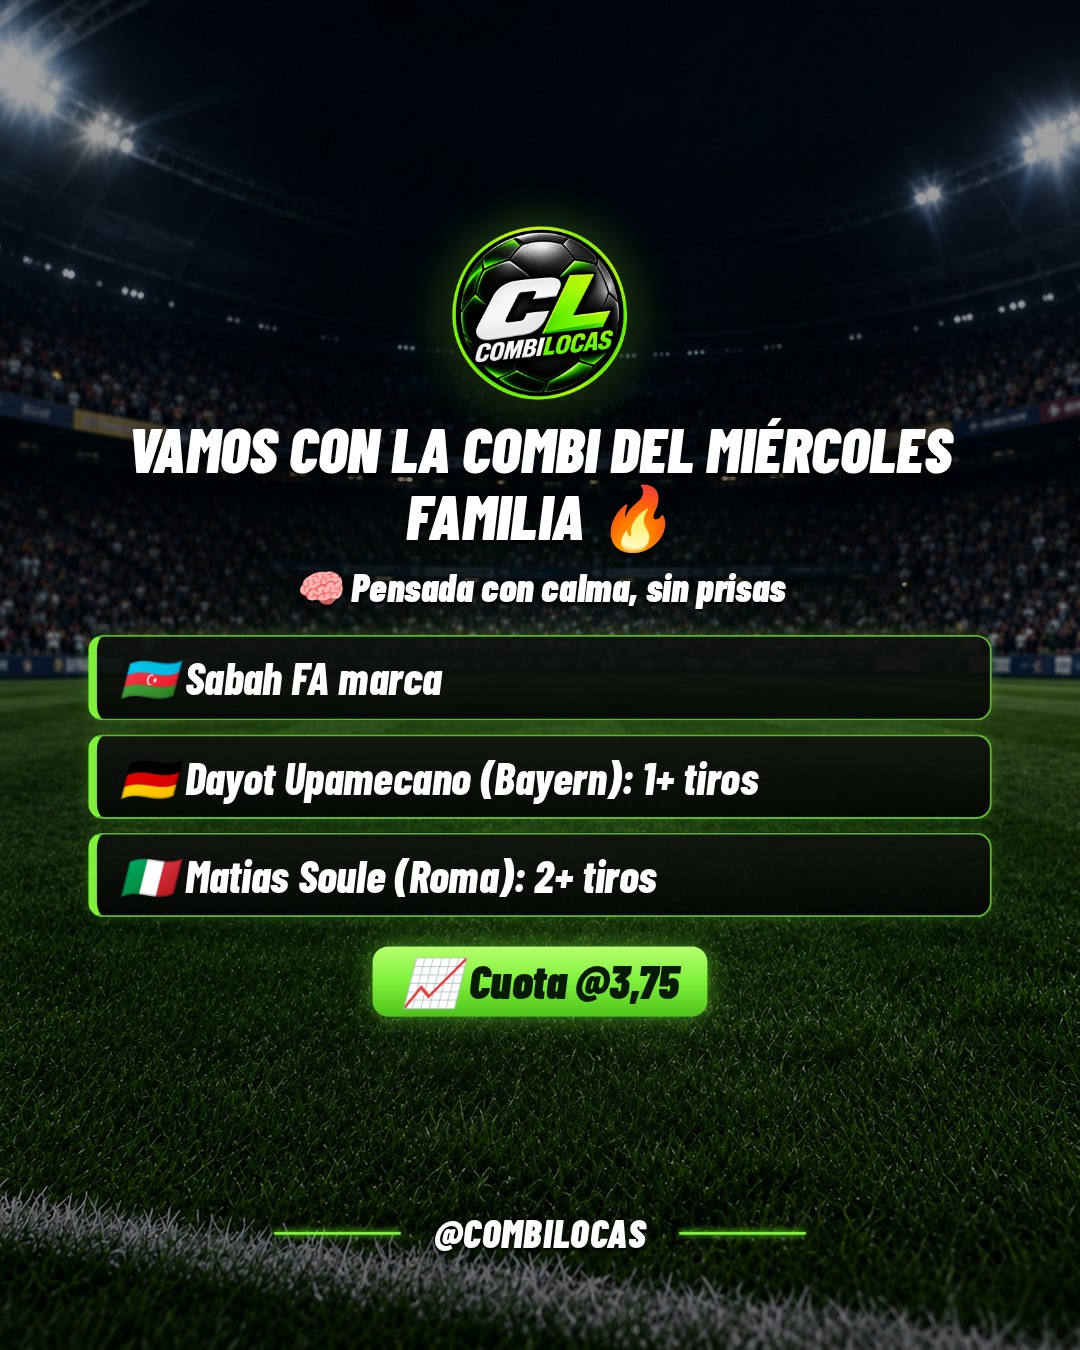 CL
COMBILOCAS
VAMOS CON LA COMBI DEL MIÉRCOLES
FAMILIA 🔥
🧠 Pensada con calma, sin prisas
🇦🇿 Sabah FA marca
🇩🇪 Dayot Upamecano (Bayern): 1+ tiros
🇮🇹 Matias Soule (Roma): 2+ tiros
📈 Cuota @3,75
@COMBILOCAS